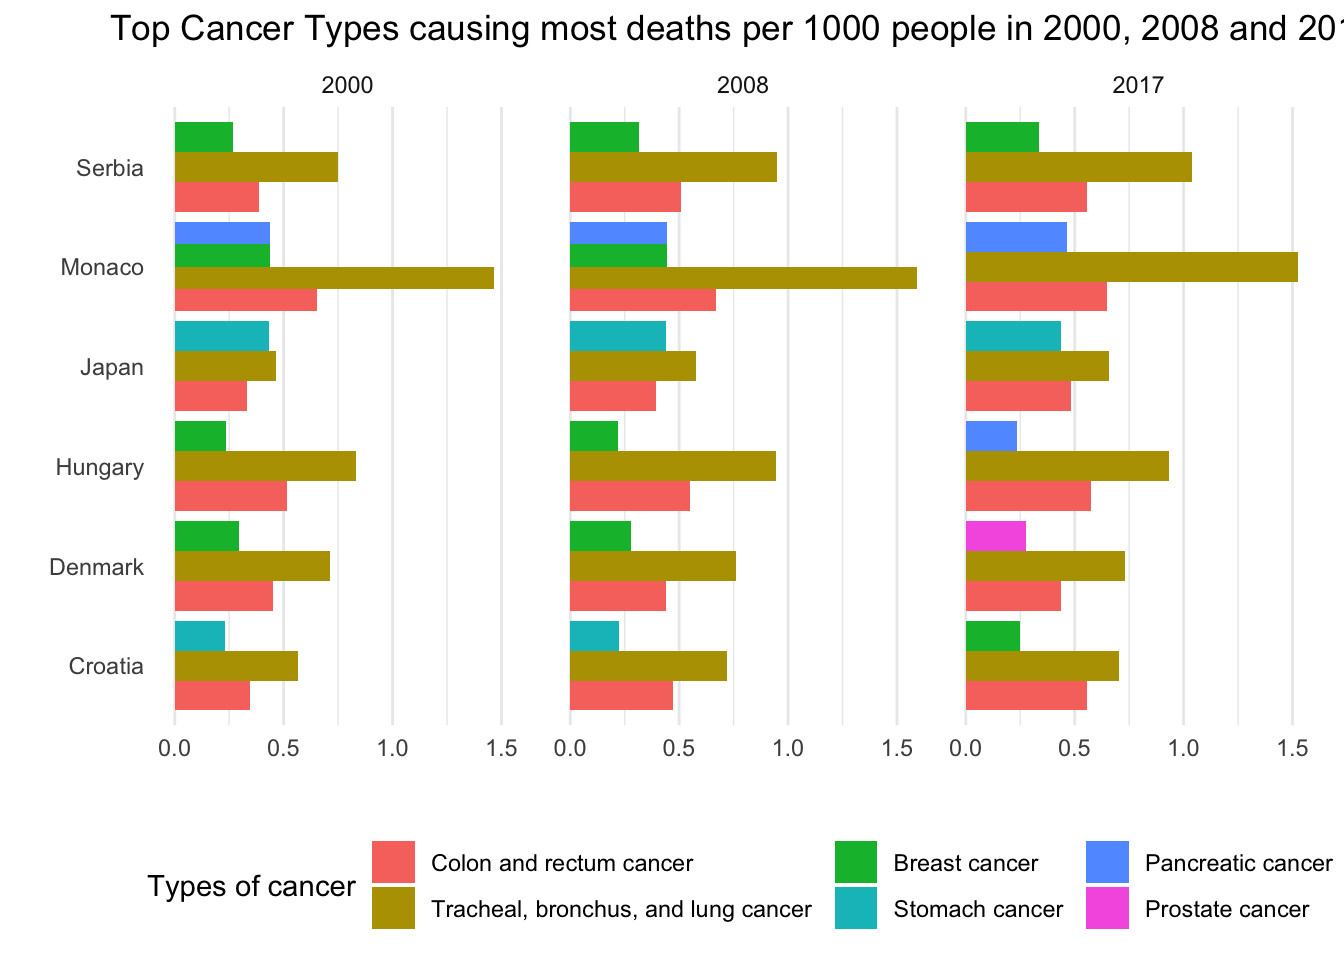 Top Cancer Types causing most deaths per 1000 people in 2000, 2008 and 201
2000 2008 2017
Serbia
Monaco
Japan
Hungary
Denmark
Croatia
0.0 0.5 1.0 1.5 0.0 0.5 1.0 1.5 0.0 0.5 1.0 1.5
Types of cancer
Colon and rectum cancer Breast cancer Pancreatic cancer
Tracheal, bronchus, and lung cancer Stomach cancer Prostate cancer